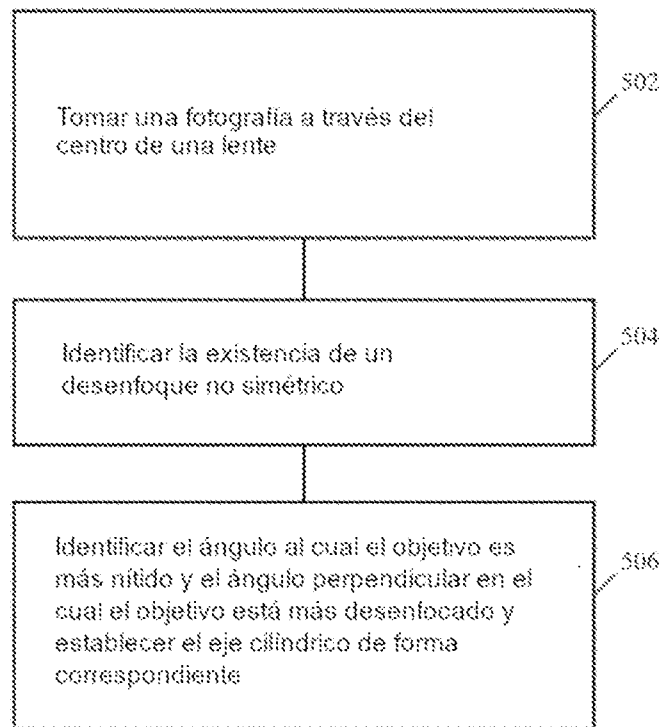 502
Tomar una fotografía a través del
centro de una lente
504
Identificar la existencia de un
desenfoque no simétrico
506
Identificar el ángulo al cual el objetivo es
más nítido y el ángulo perpendicular en el
cual el objetivo está más desenfocado y
establecer el eje cilíndrico de forma
correspondiente